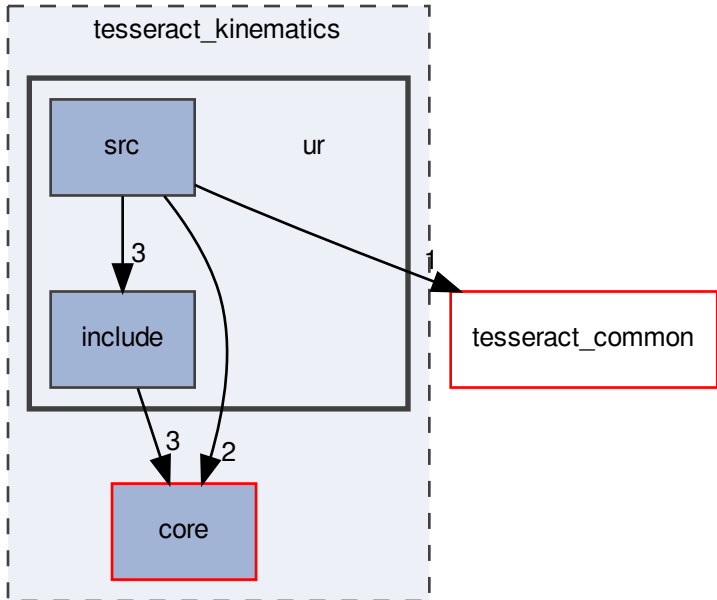 tesseract_kinematics
src
ur
3
1
include
tesseract_common
3
2
core